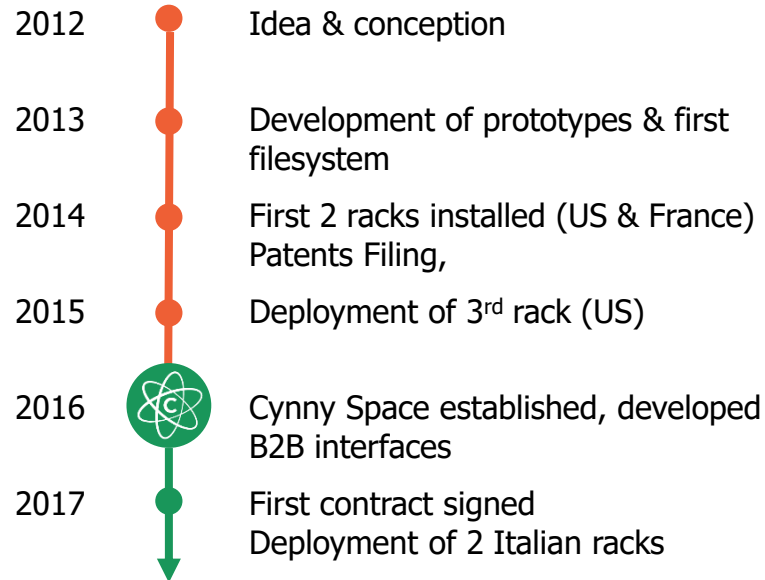 2012 Idea & conception
2013 Development of prototypes & first
filesystem
2014 First 2 racks installed (US & France)
Patents Filing,
2015 Deployment of 3rd rack (US)
C
2016 Cynny Space established, developed
B2B interfaces
2017 First contract signed
Deployment of 2 Italian racks